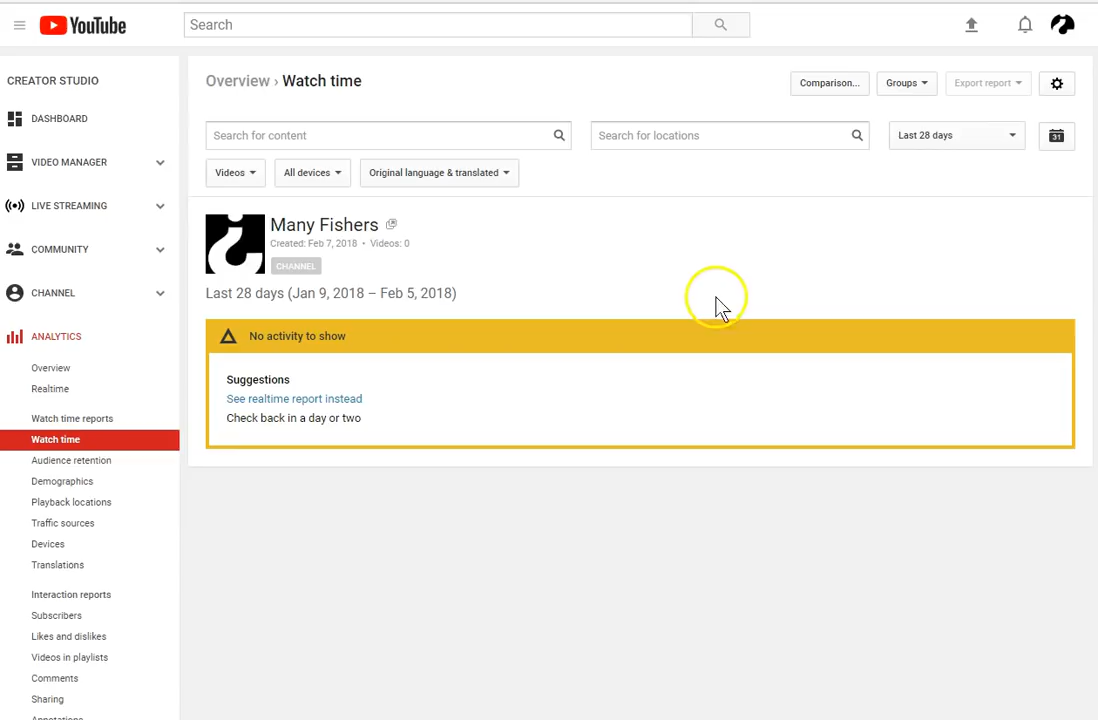 YouTube
Search
CREATOR STUDIO
DASHBOARD
VIDEO MANAGER
LIVE STREAMING
COMMUNITY
CHANNEL
ANALYTICS
Overview
Realtime
Watch time reports
Watch time
Audience retention
Demographics
Playback locations
Traffic sources
Devices
Translations
Interaction reports
Subscribers
Likes and dislikes
Videos in playlists
Comments
Sharing
Annotations
Overview › Watch time
Comparison...
Groups
Export report
Search for content
Search for locations
Last 28 days
31
Videos
All devices
Original language & translated
¿
Many Fishers
Created: Feb 7, 2018 • Videos: 0
CHANNEL
Last 28 days (Jan 9, 2018 – Feb 5, 2018)
No activity to show
Suggestions
See realtime report instead
Check back in a day or two